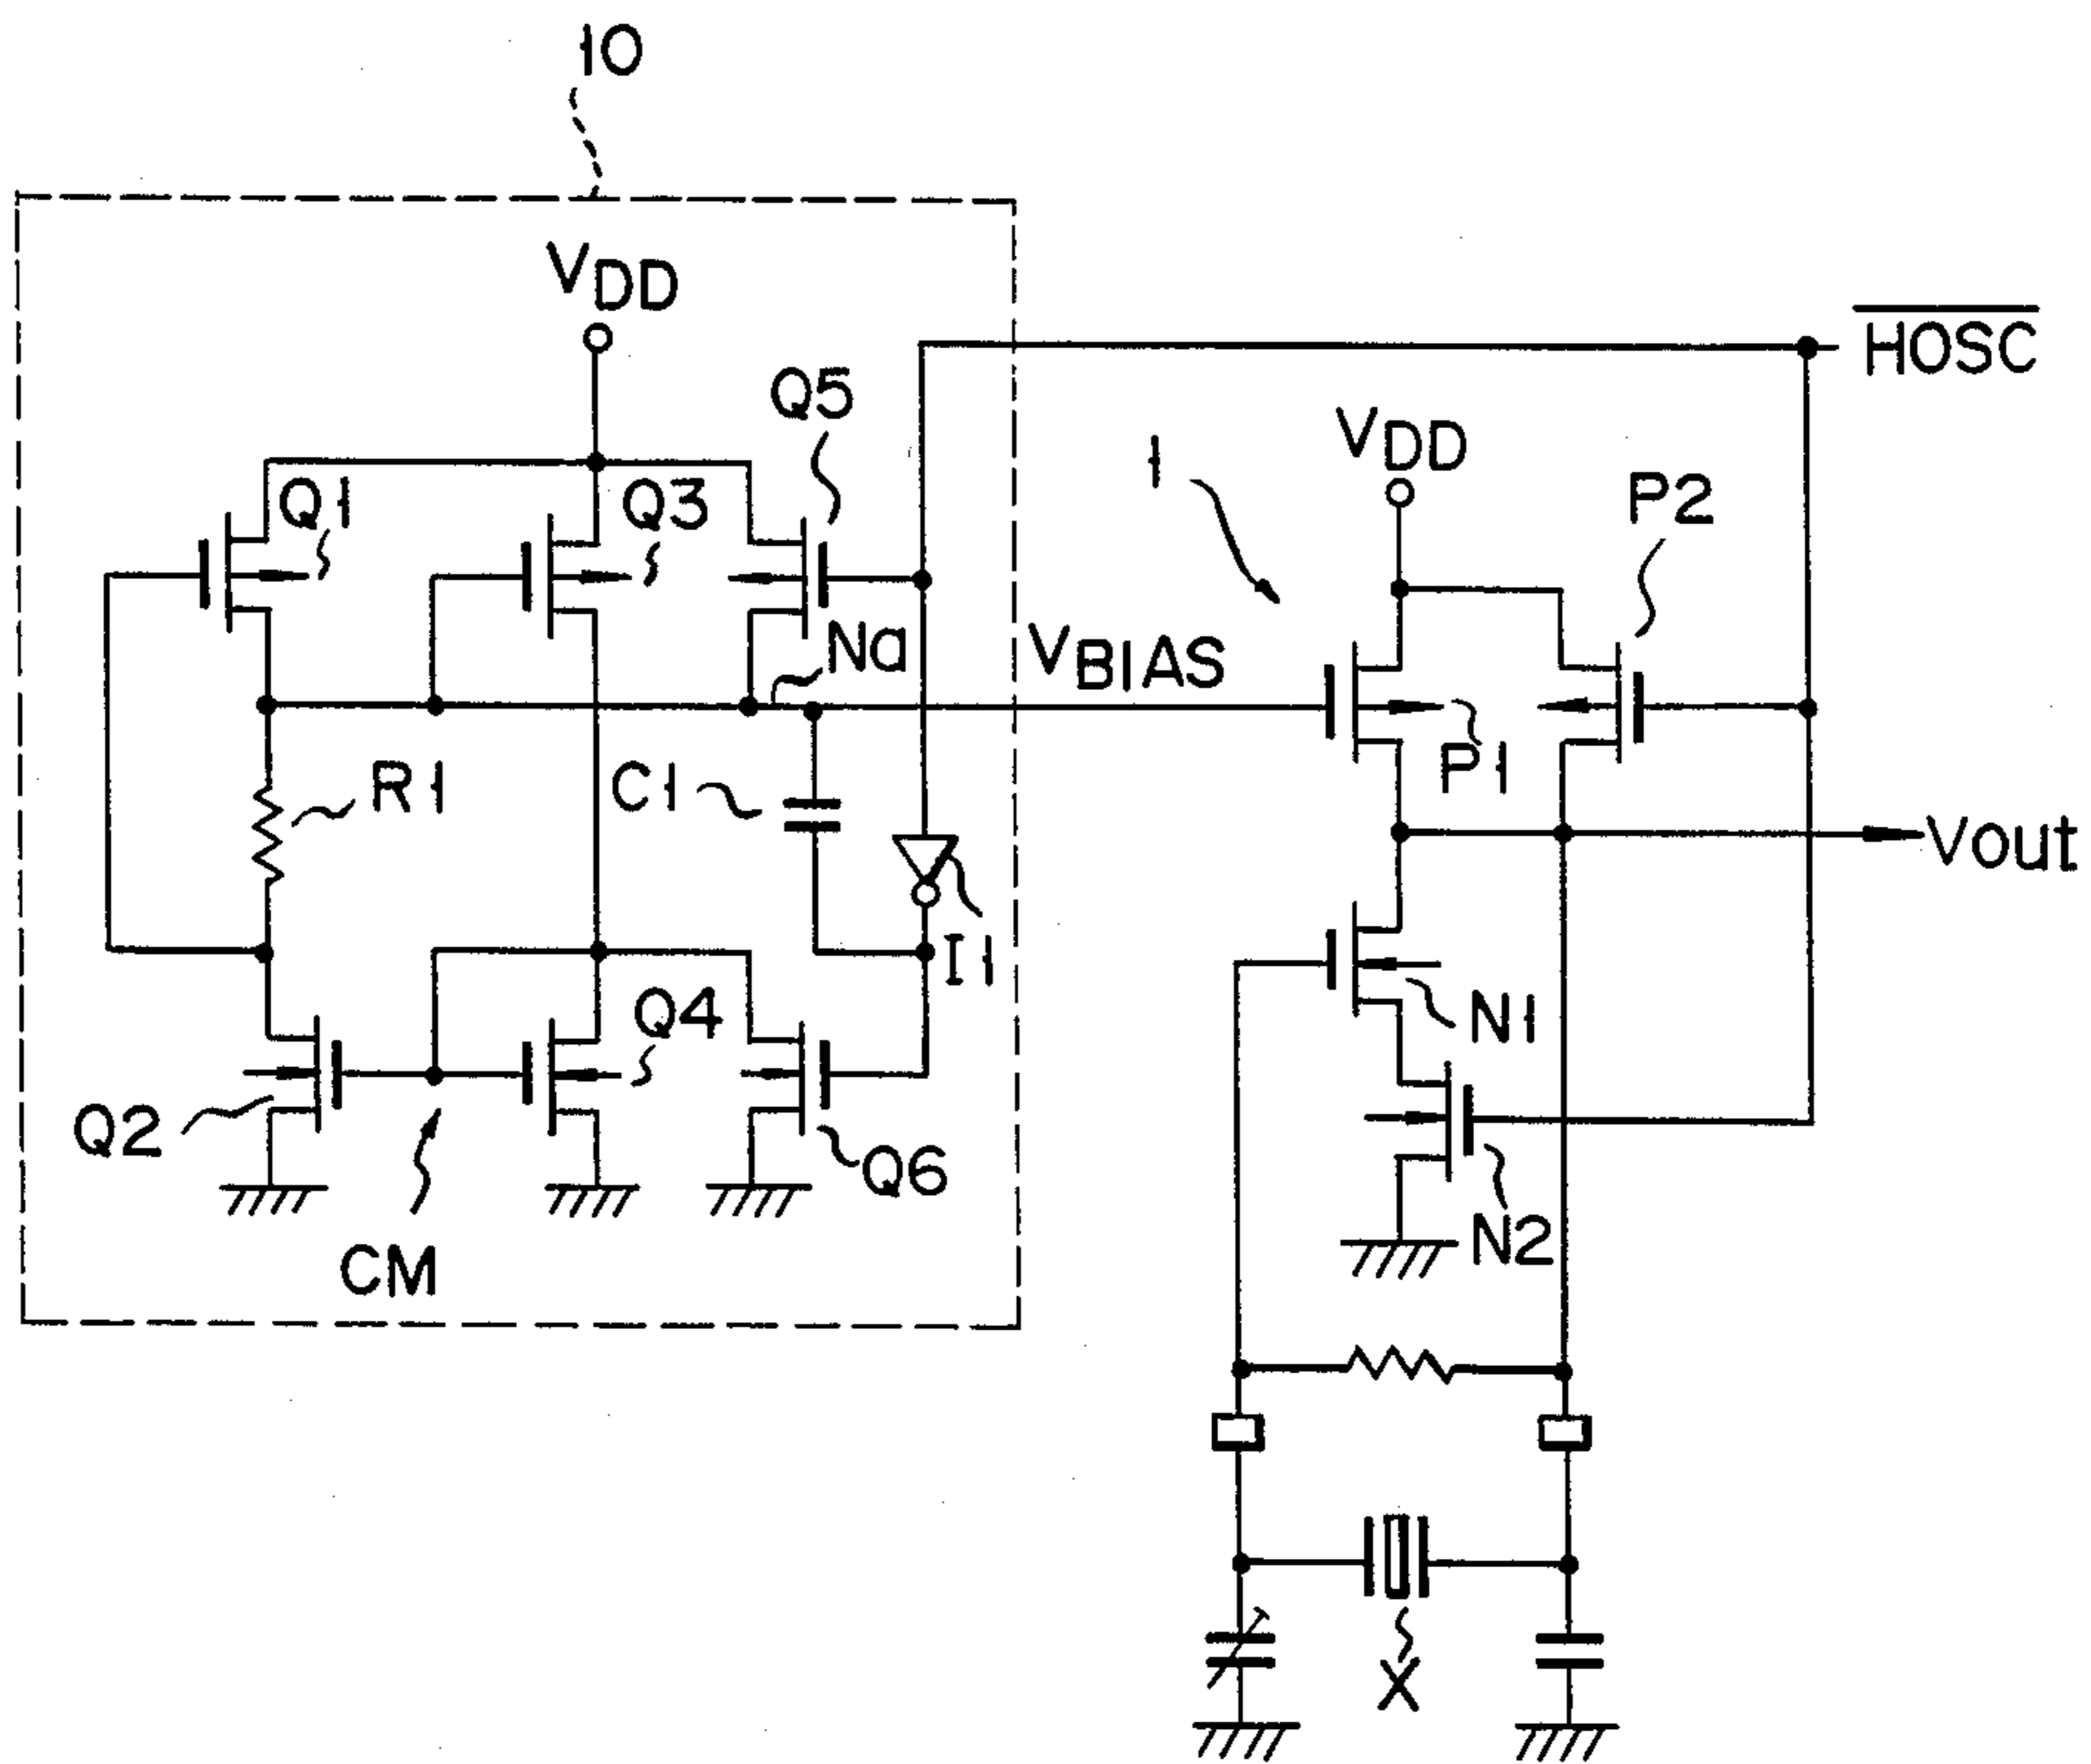 10
VDD
Q5
HOSC
Q1
Q3
1
VDD
P2
Na
VBIAS
R1
C1
P1
Vout
I1
Q4
N1
Q2
Q6
N2
CM
X